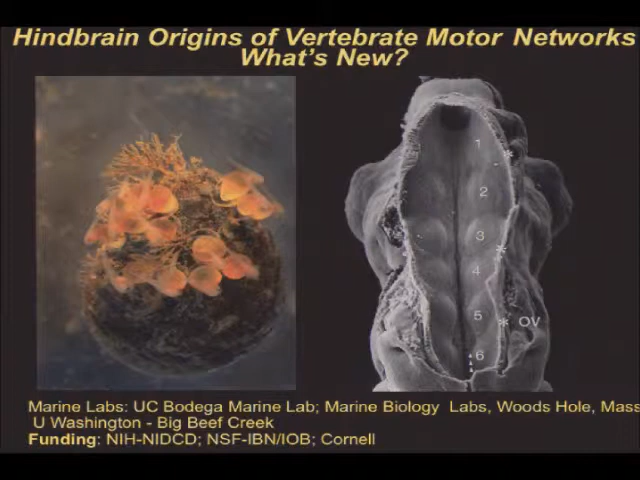 Hindbrain Origins of Vertebrate Motor Networks
What's New?
1
*
2
3
*
4
5
* OV
6
Marine Labs: UC Bodega Marine Lab; Marine Biology Labs, Woods Hole, Mass
U Washington - Big Beef Creek
Funding: NIH-NIDCD; NSF-IBN/IOB; Cornell